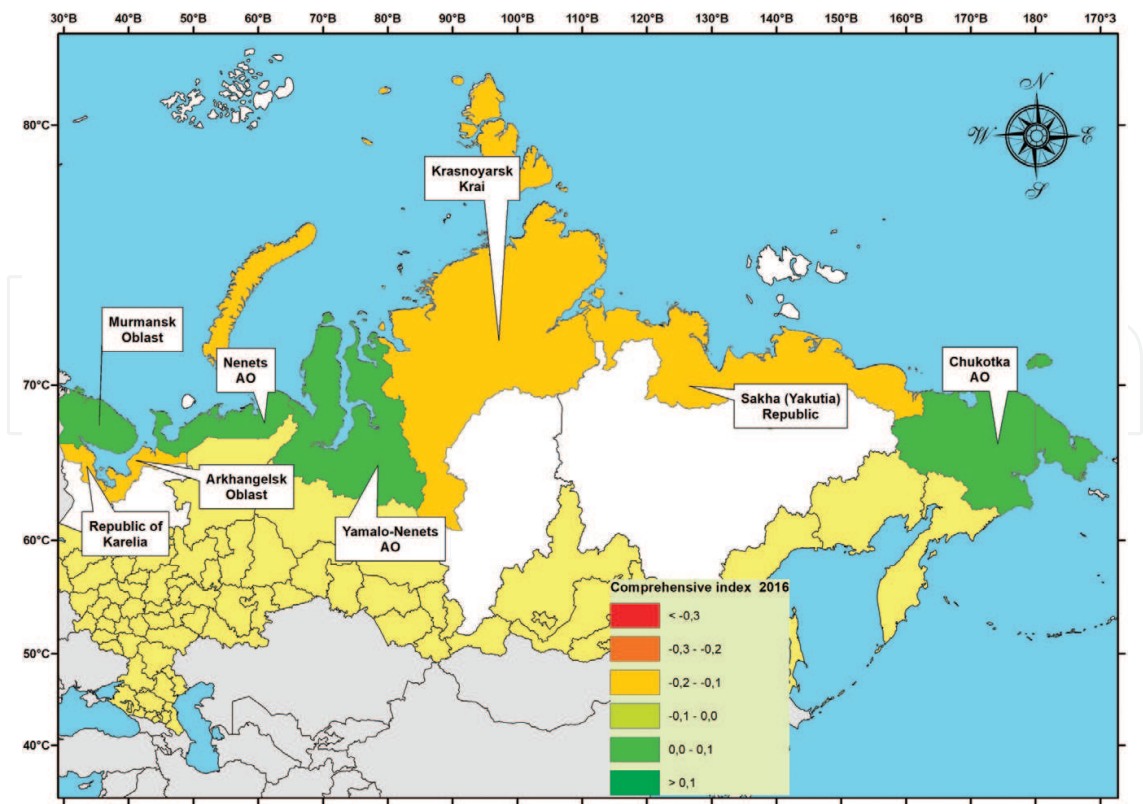 30°В 40°В 50°В 60°В 70°В 80°В 90°В 100°В 110°В 120°В 130°В 140°В 150°В 160°В 170°В 180° 170°З
80°С
70°С
60°С
50°С
40°С
N
W
E
S
Krasnoyarsk
Krai
Murmansk
Oblast
Nenets
AO
Chukotka
AO
Sakha (Yakutia)
Republic
Arkhangelsk
Oblast
Republic of
Karelia
Yamalo-Nenets
AO
Comprehensive index 2016
< -0,3
-0,3 - -0,2
-0,2 - -0,1
-0,1 - 0,0
0,0 - 0,1
> 0,1